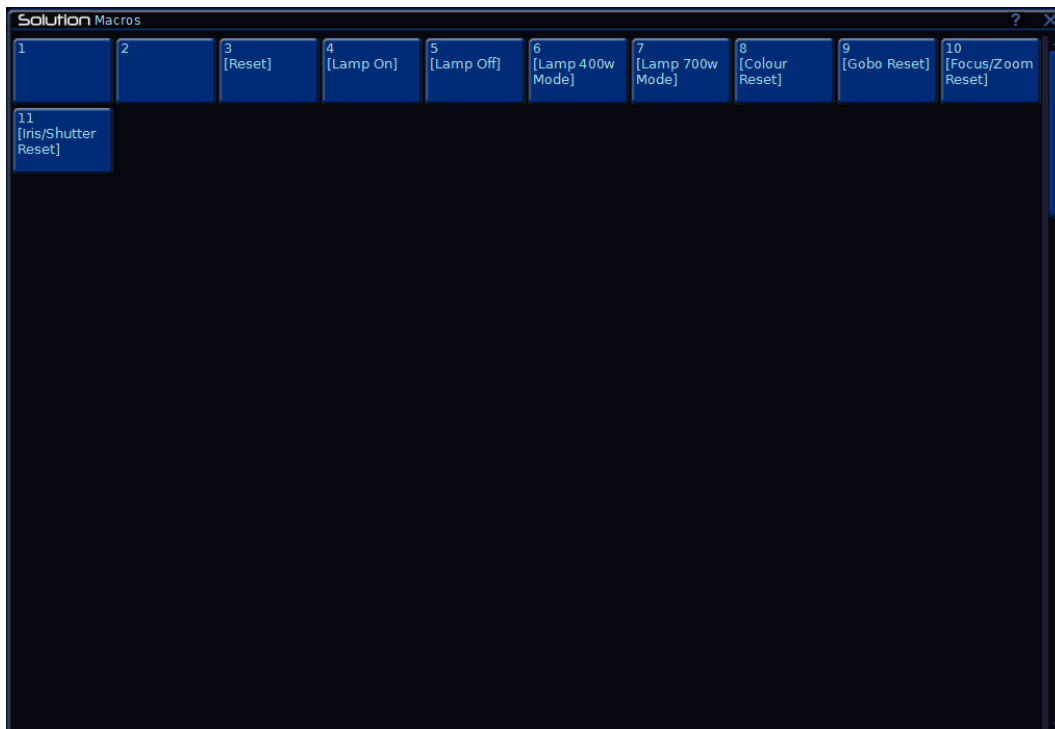 Solution Macros ? X
1
2
3
[Reset]
4
[Lamp On]
5
[Lamp Off]
6
[Lamp 400w
Mode]
7
[Lamp 700w
Mode]
8
[Colour
Reset]
9
[Gobo Reset]
10
[Focus/Zoom
Reset]
11
[Iris/Shutter
Reset]